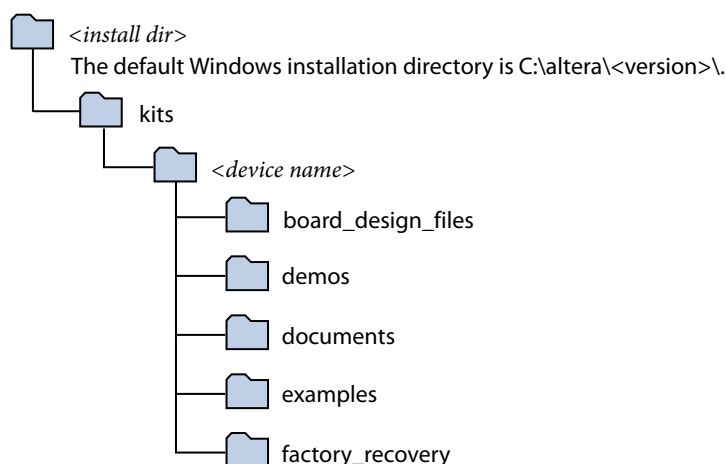 <install dir>
The default Windows installation directory is C:\altera\<version>\.
kits
<device name>
board_design_files
demos
documents
examples
factory_recovery